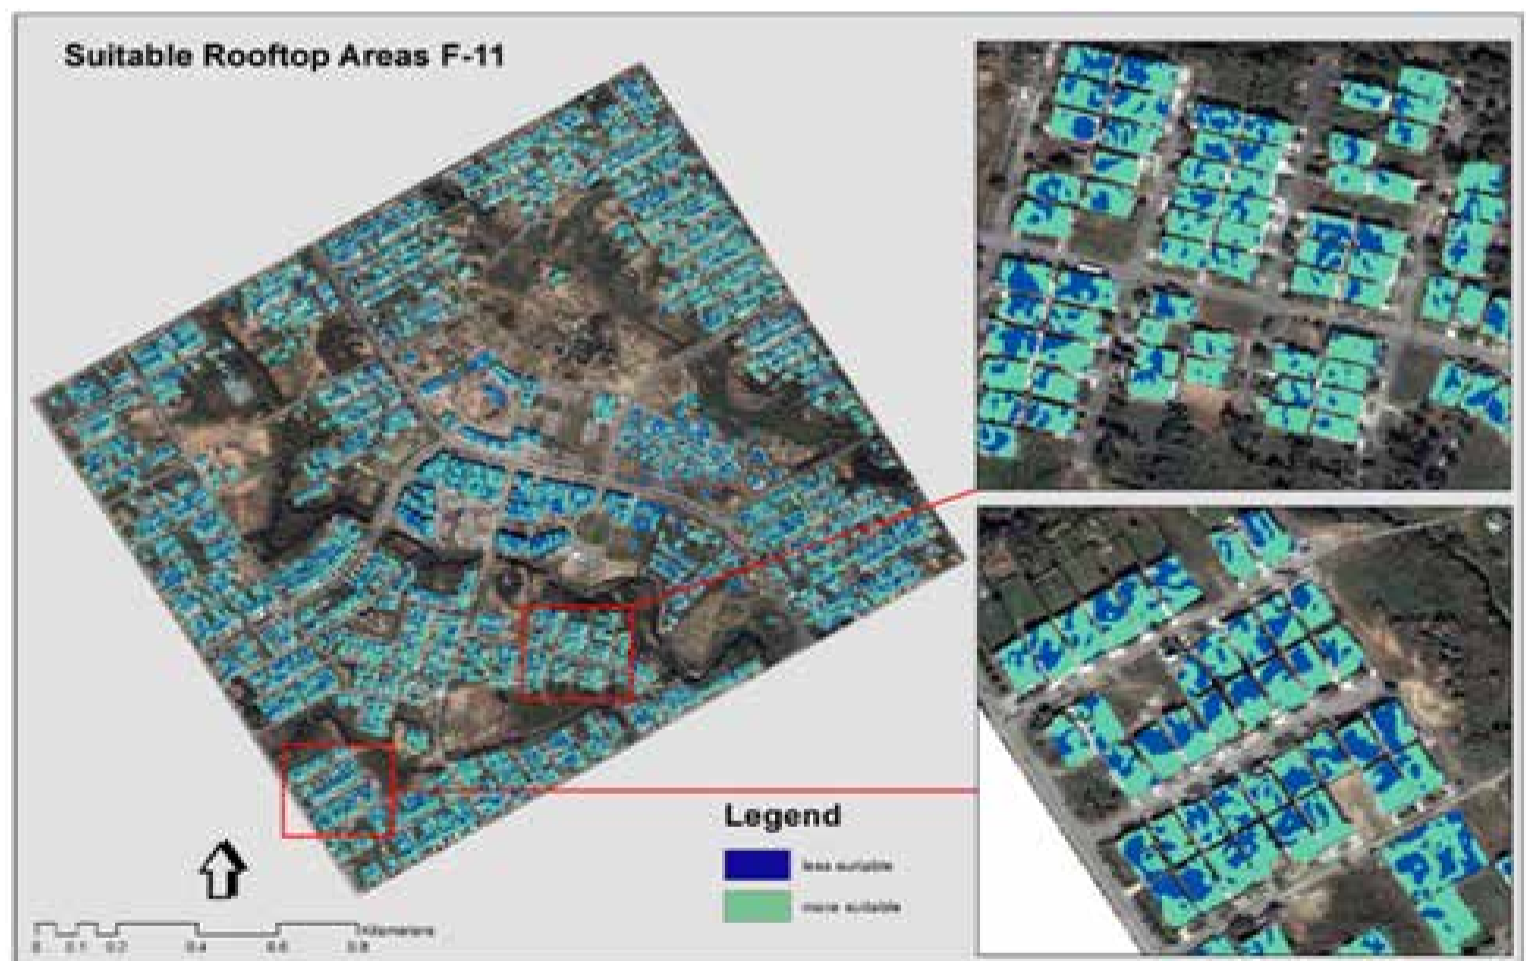 Suitable Rooftop Areas F-11
Legend
less suitable
more suitable
Kilometers
0 0.1 0.2 0.4 0.6 0.8